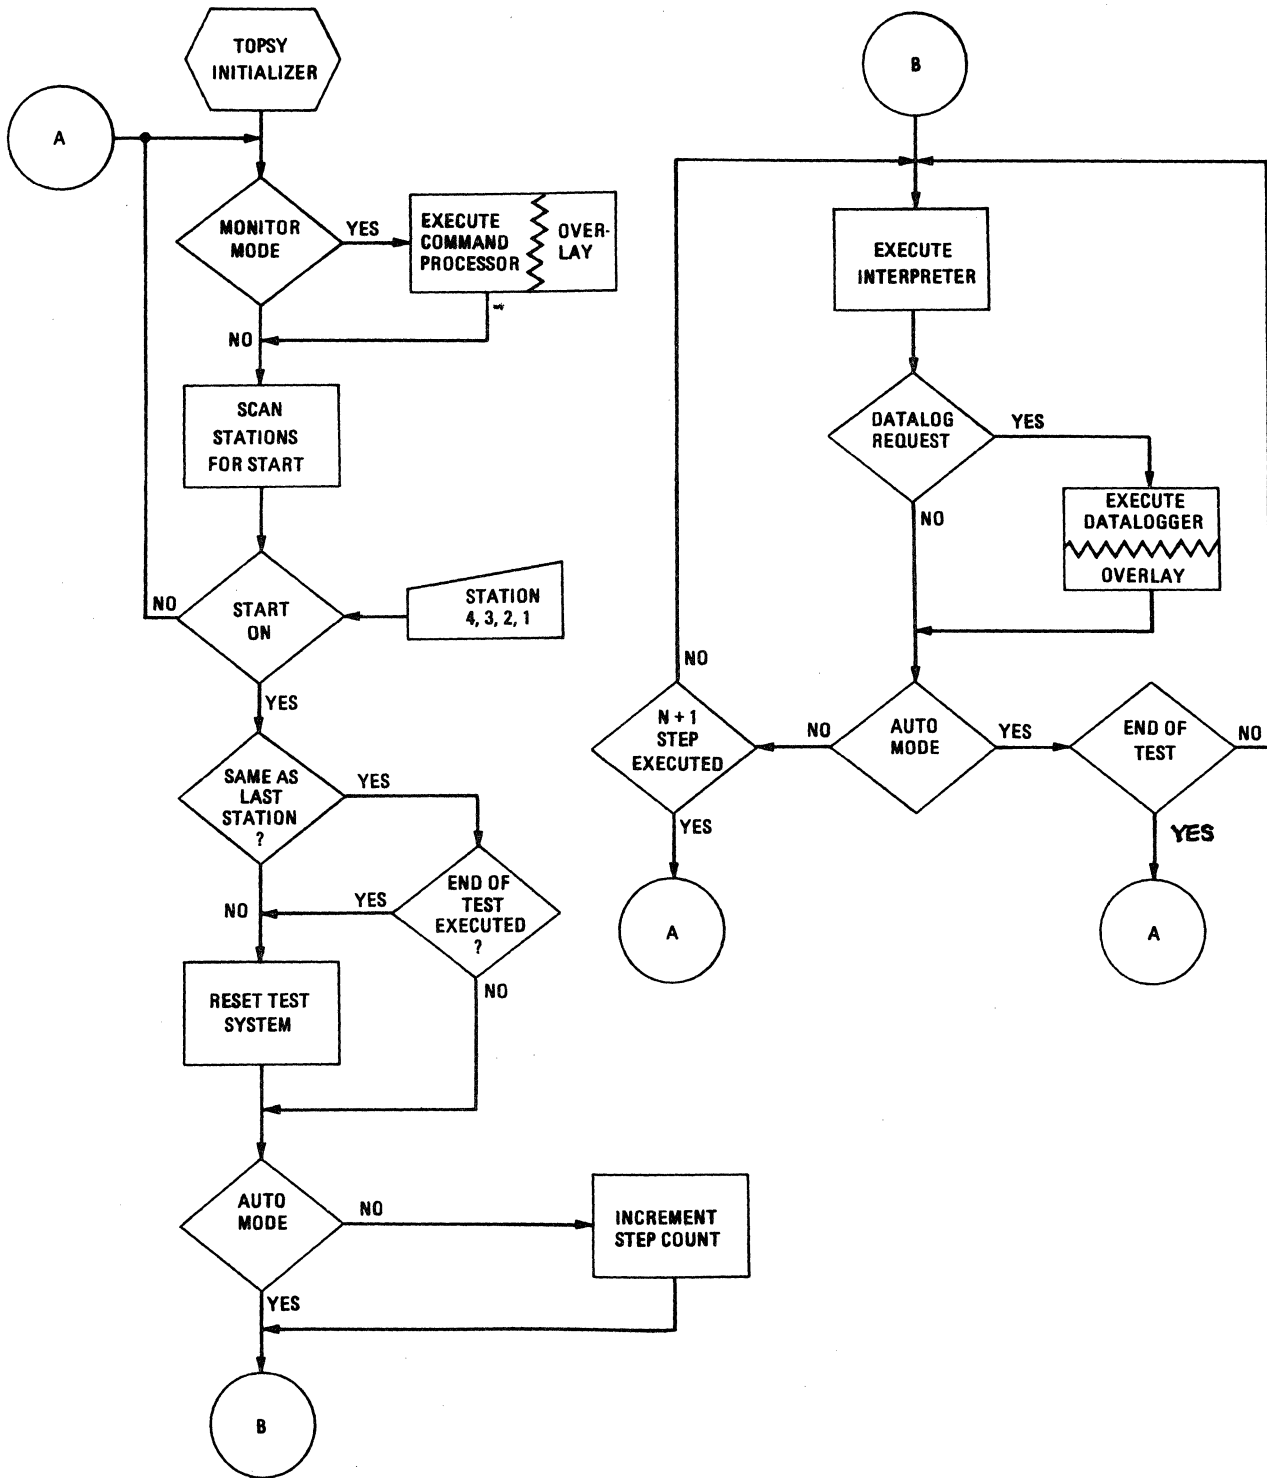 TOPSY
INITIALIZER
A
MONITOR
MODE
YES
EXECUTE
COMMAND
PROCESSOR
OVER-
LAY
NO
SCAN
STATIONS
FOR START
NO
START
ON
STATION
4, 3, 2, 1
YES
SAME AS
LAST
STATION
?
YES
NO
YES
END OF
TEST
EXECUTED
?
NO
RESET TEST
SYSTEM
AUTO
MODE
NO
INCREMENT
STEP COUNT
YES
B
B
EXECUTE
INTERPRETER
DATALOG
REQUEST
YES
NO
EXECUTE
DATALOGGER
OVERLAY
NO
N + 1
STEP
EXECUTED
NO
AUTO
MODE
YES
END OF
TEST
NO
YES
YES
A
A